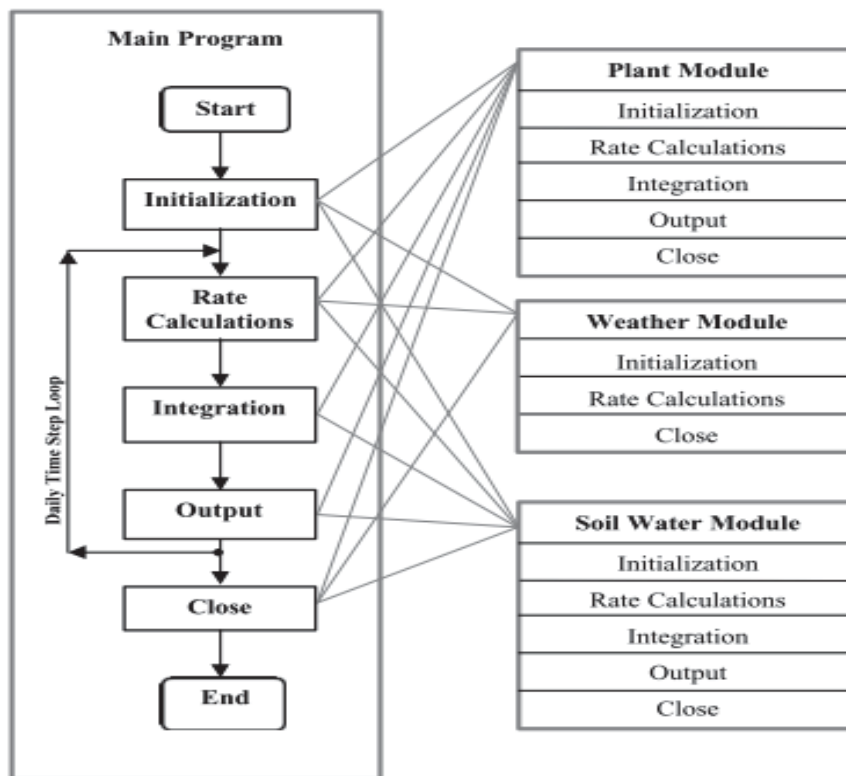 Main Program
Start
Initialization
Rate
Calculations
Integration
Output
Close
End
Daily Time Step Loop
Plant Module
Initialization
Rate Calculations
Integration
Output
Close
Weather Module
Initialization
Rate Calculations
Close
Soil Water Module
Initialization
Rate Calculations
Integration
Output
Close